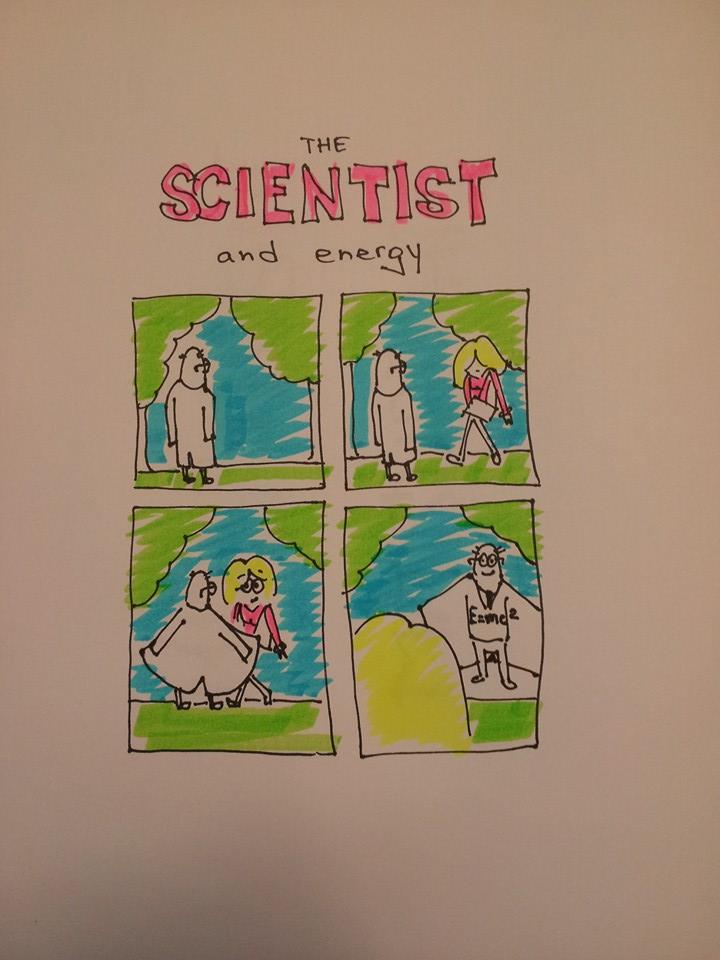 THE
SCIENTIST
and energy
E=mc²